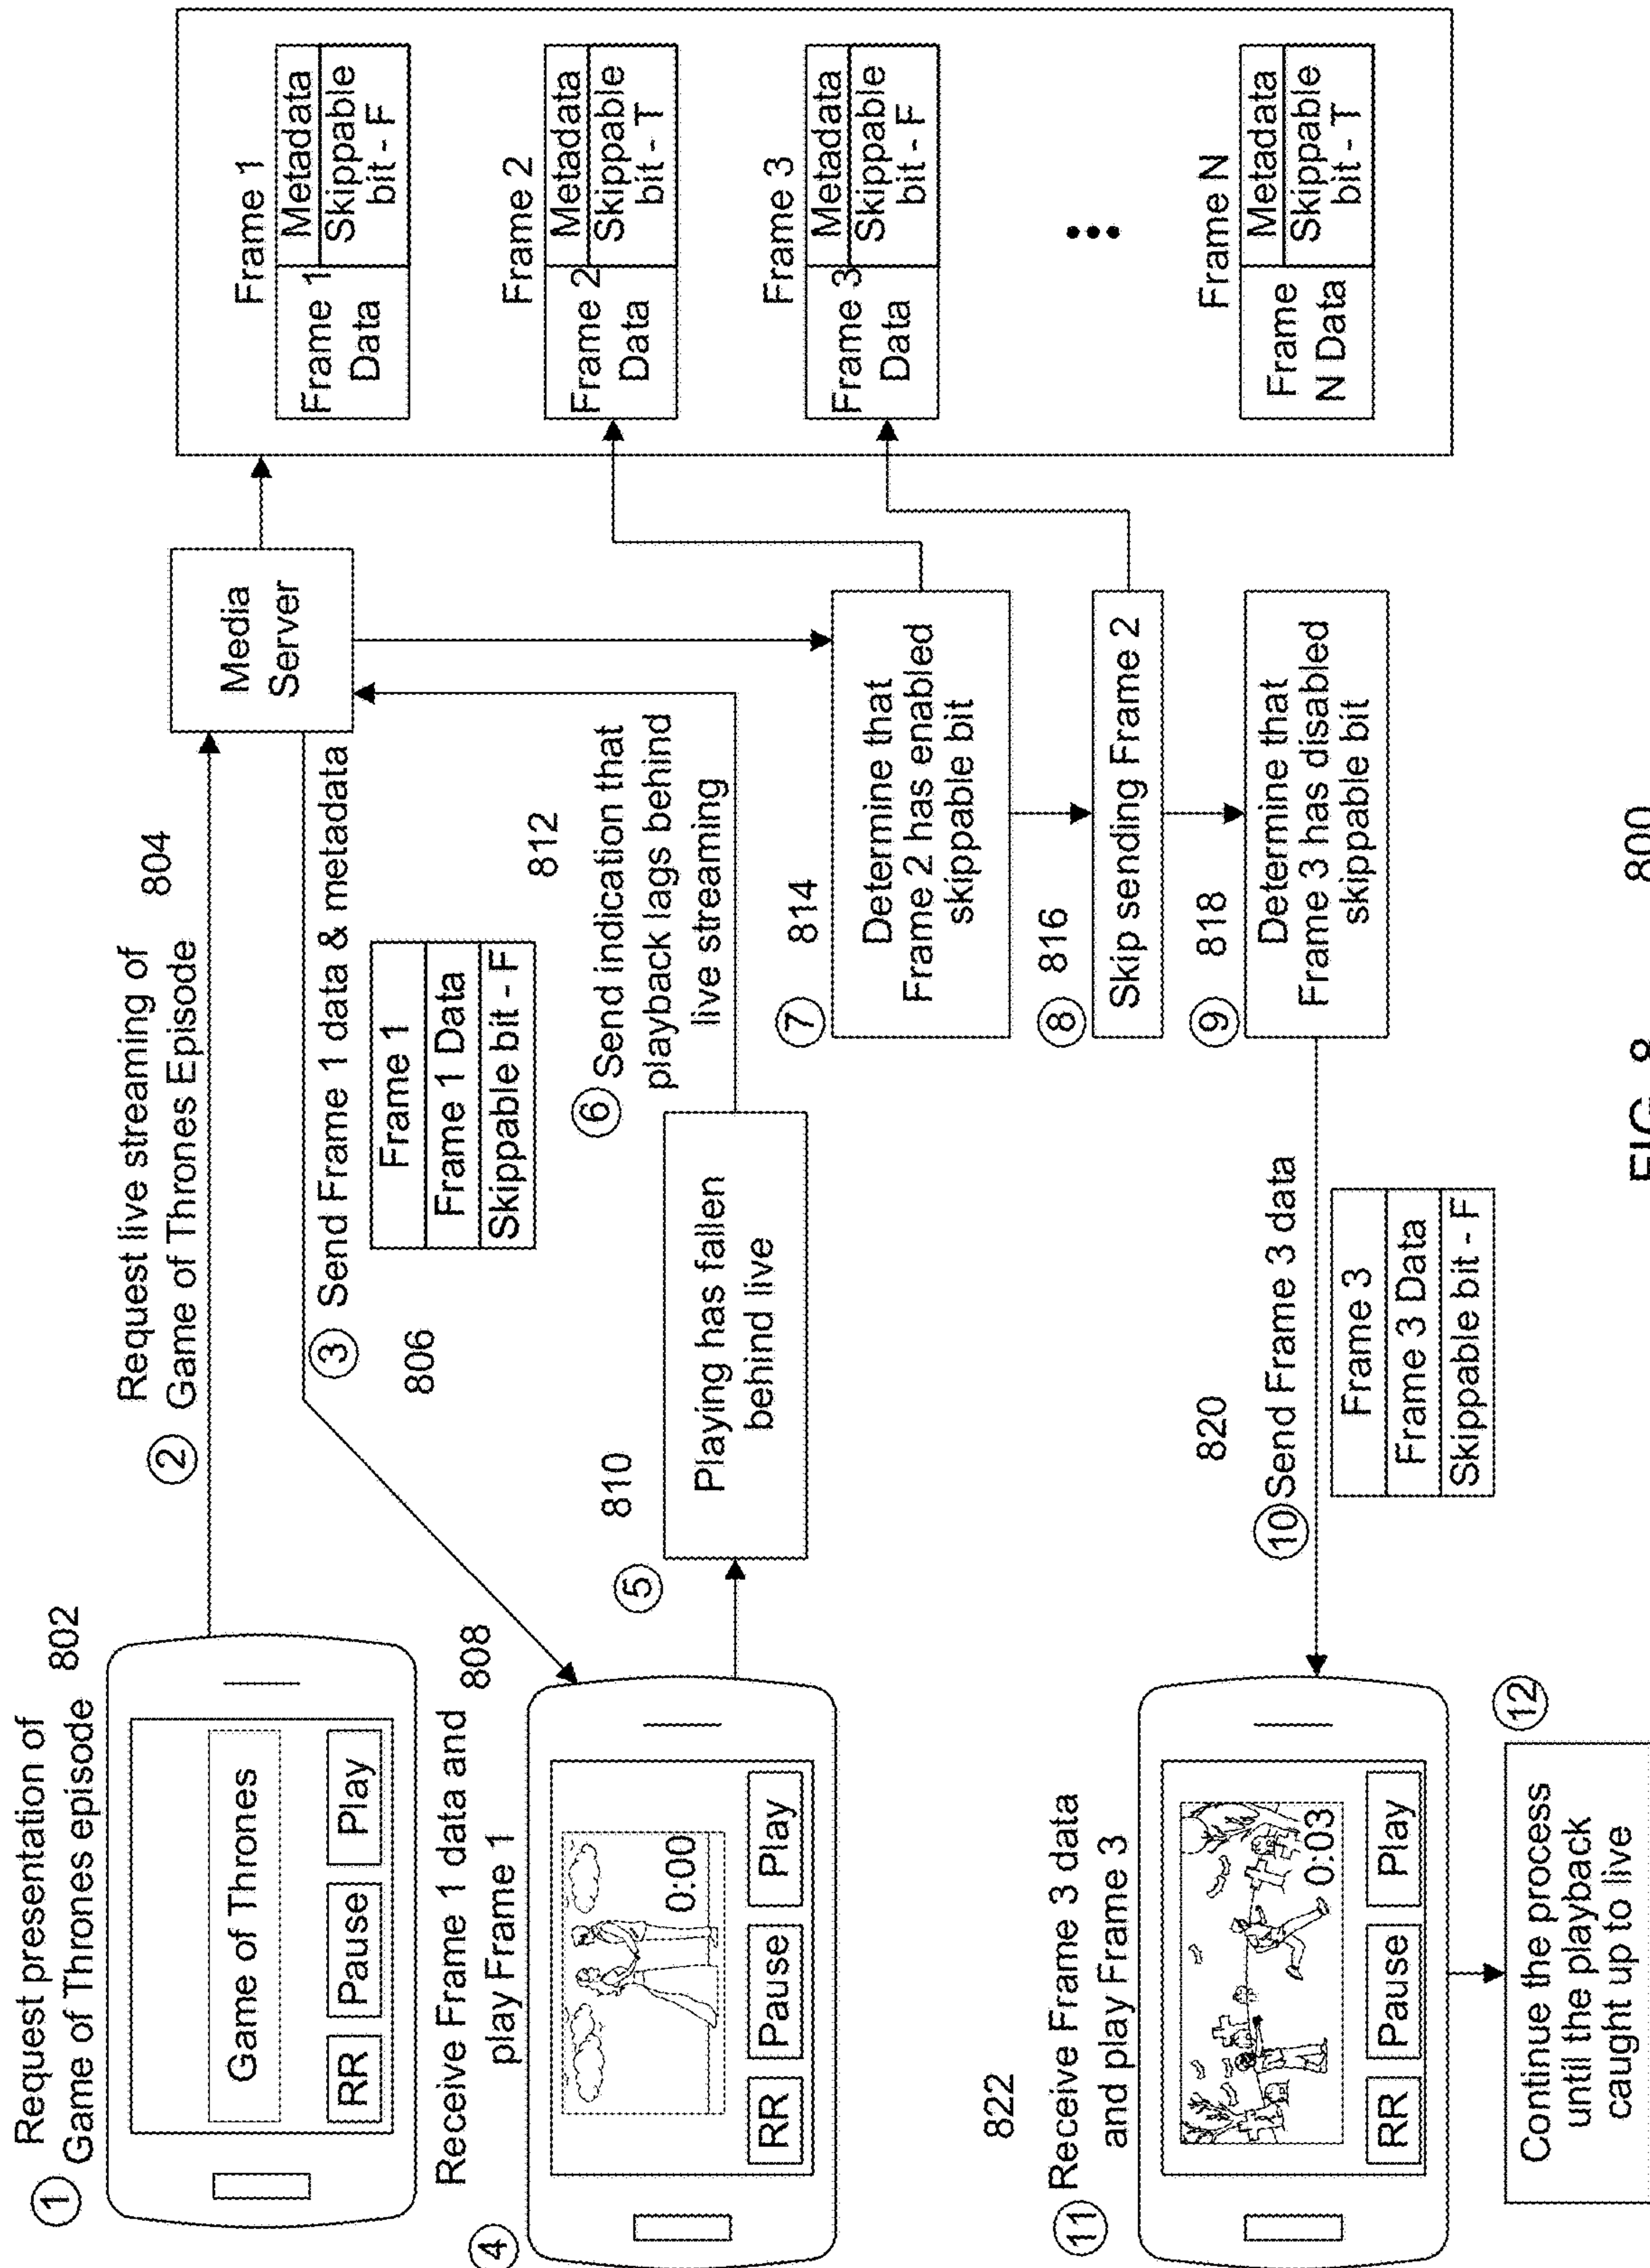 ① Request presentation of
Game of Thrones episode 802
Game of Thrones
RR
Pause
Play
② Request live streaming of
Game of Thrones Episode
804
Media
Server
③ Send Frame 1 data & metadata
806
Frame 1
Frame 1 Data
Skippable bit - F
④ Receive Frame 1 data and
play Frame 1
808
0:00
RR
Pause
Play
⑤ 810
Playing has fallen
behind live
⑥ Send indication that
playback lags behind
live streaming
812
⑦ 814
Determine that
Frame 2 has enabled
skippable bit
⑧ 816
Skip sending Frame 2
⑨ 818
Determine that
Frame 3 has disabled
skippable bit
820
⑩ Send Frame 3 data
Frame 3
Frame 3 Data
Skippable bit - F
822
⑪ Receive Frame 3 data
and play Frame 3
0:03
RR
Pause
Play
⑫
Continue the process
until the playback
caught up to live
Frame 1
Frame 1
Data
Metadata
Skippable
bit - F
Frame 2
Frame 2
Data
Metadata
Skippable
bit - T
Frame 3
Frame 3
Data
Metadata
Skippable
bit - F
Frame N
Frame
N Data
Metadata
Skippable
bit - T
FIG. 8
800